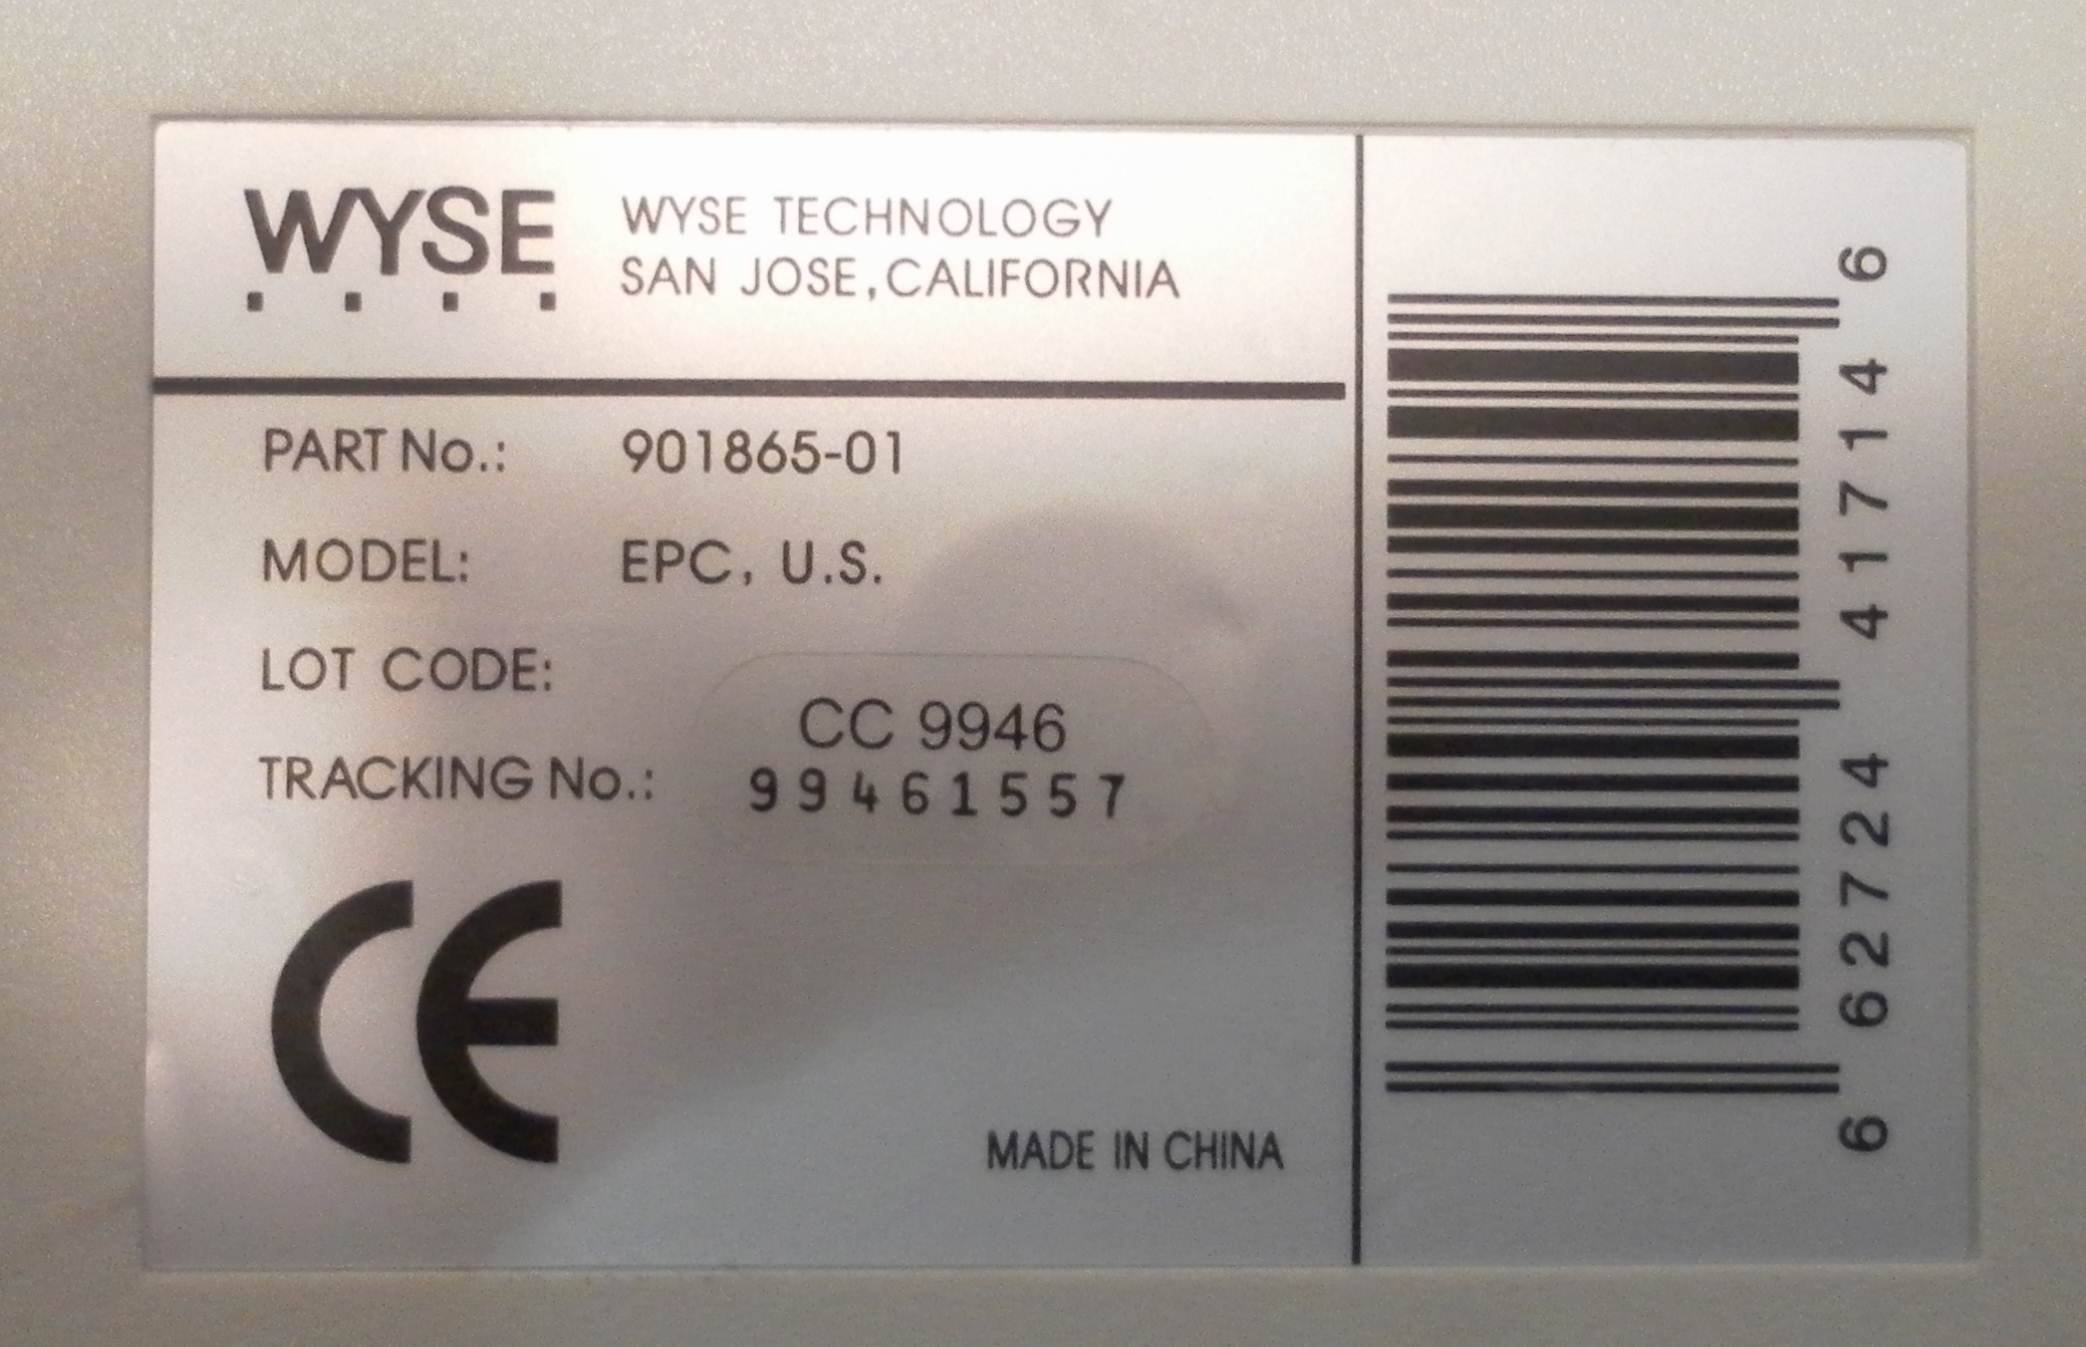 WYSE
WYSE TECHNOLOGY
SAN JOSE, CALIFORNIA
PART No.: 901865-01
MODEL: EPC, U.S.
LOT CODE: CC 9946
TRACKING No.: 99461557
CE
MADE IN CHINA
6 62724 41714 6